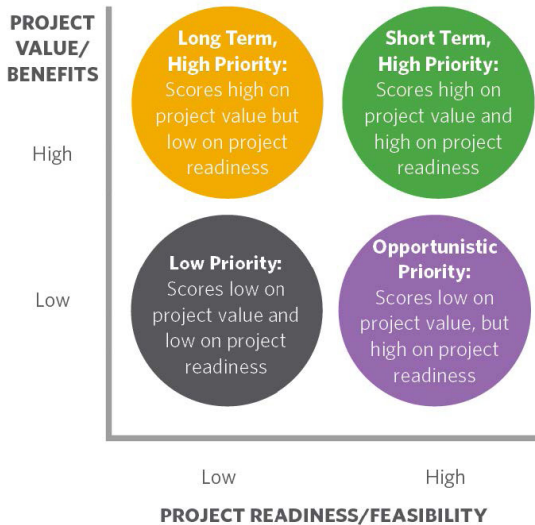 PROJECT
VALUE/
BENEFITS
High
Low
Long Term,
High Priority:
Scores high on
project value but
low on project
readiness
Short Term,
High Priority:
Scores high on
project value and
high on project
readiness
Low Priority:
Scores low on
project value and
low on project
readiness
Opportunistic
Priority:
Scores low on
project value, but
high on project
readiness
Low
High
PROJECT READINESS/FEASIBILITY